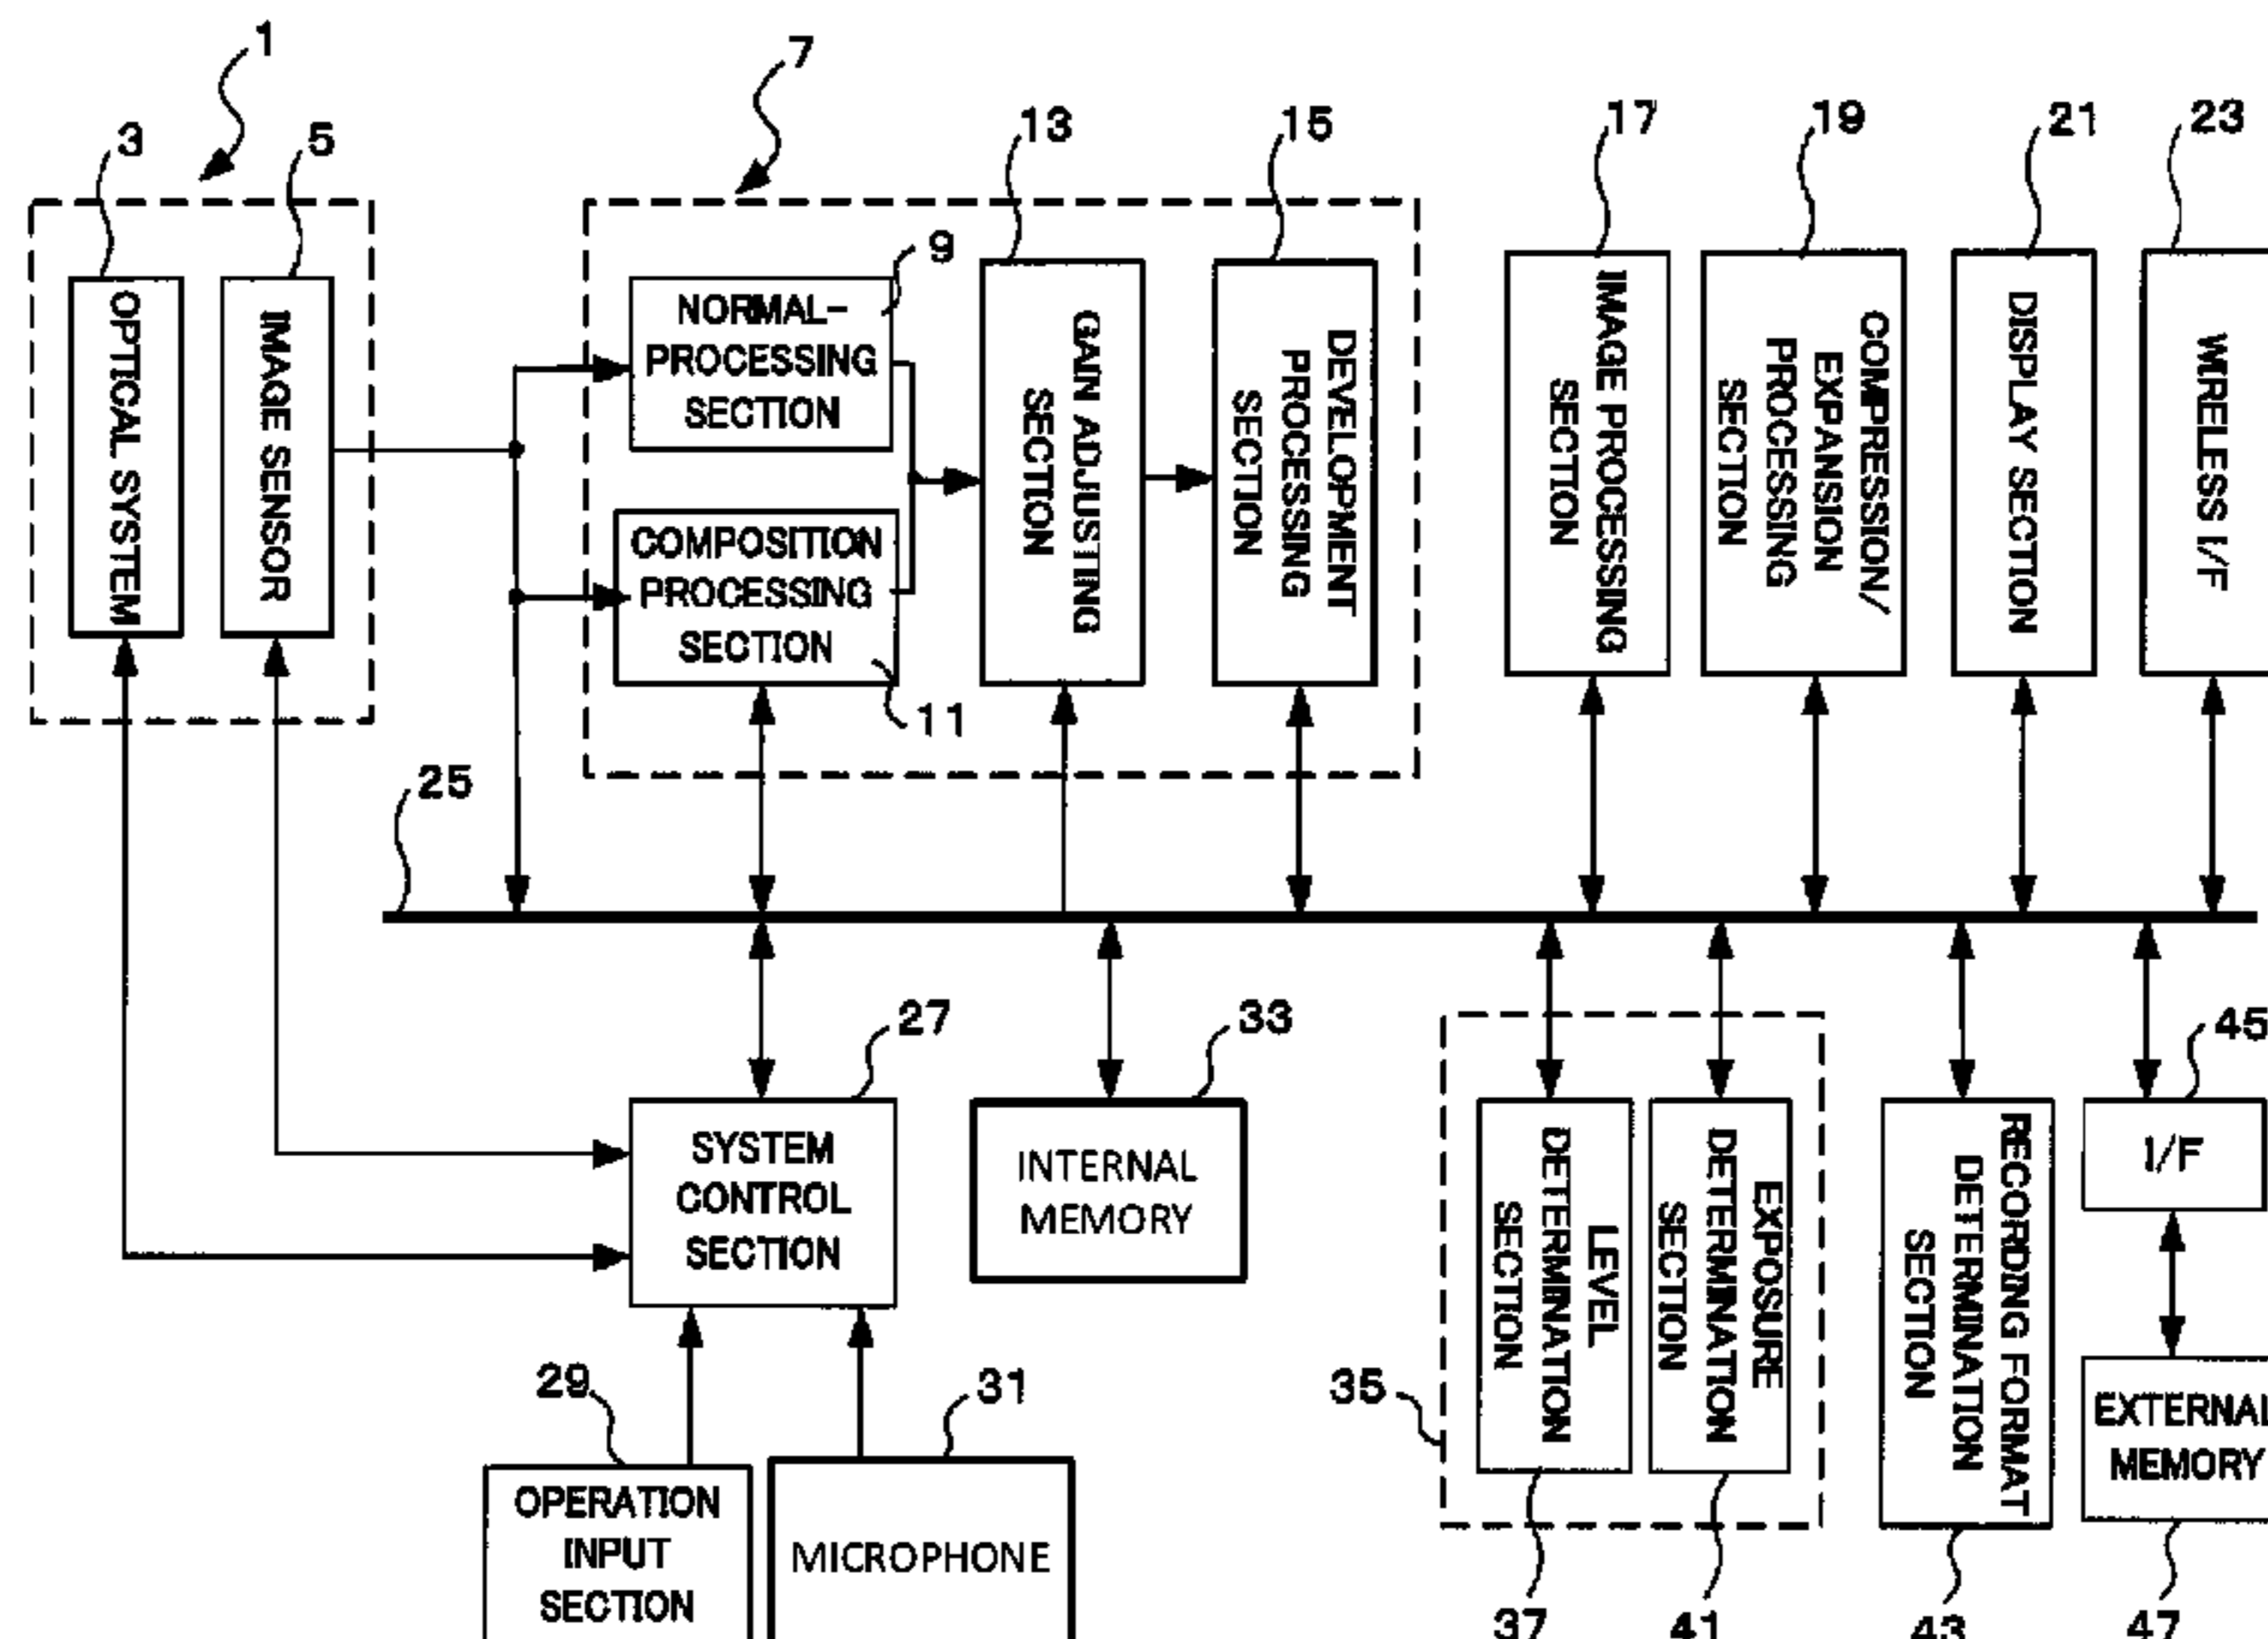 1
7
3
5
13
15
17
19
21
23
9
OPTICAL SYSTEM
IMAGE SENSOR
NORMAL-
PROCESSING
SECTION
COMPOSITION
PROCESSING
SECTION
11
GAIN ADJUSTING
SECTION
DEVELOPMENT
PROCESSING
SECTION
IMAGE PROCESSING
SECTION
COMPRESSION/
EXPANSION
PROCESSING
SECTION
DISPLAY SECTION
WIRELESS I/F
25
27
33
45
SYSTEM
CONTROL
SECTION
INTERNAL
MEMORY
35
LEVEL
DETERMINATION
SECTION
EXPOSURE
DETERMINATION
SECTION
RECORDING FORMAT
DETERMINATION
SECTION
I/F
EXTERNAL
MEMORY
29
31
OPERATION
INPUT
SECTION
MICROPHONE
37
41
43
47